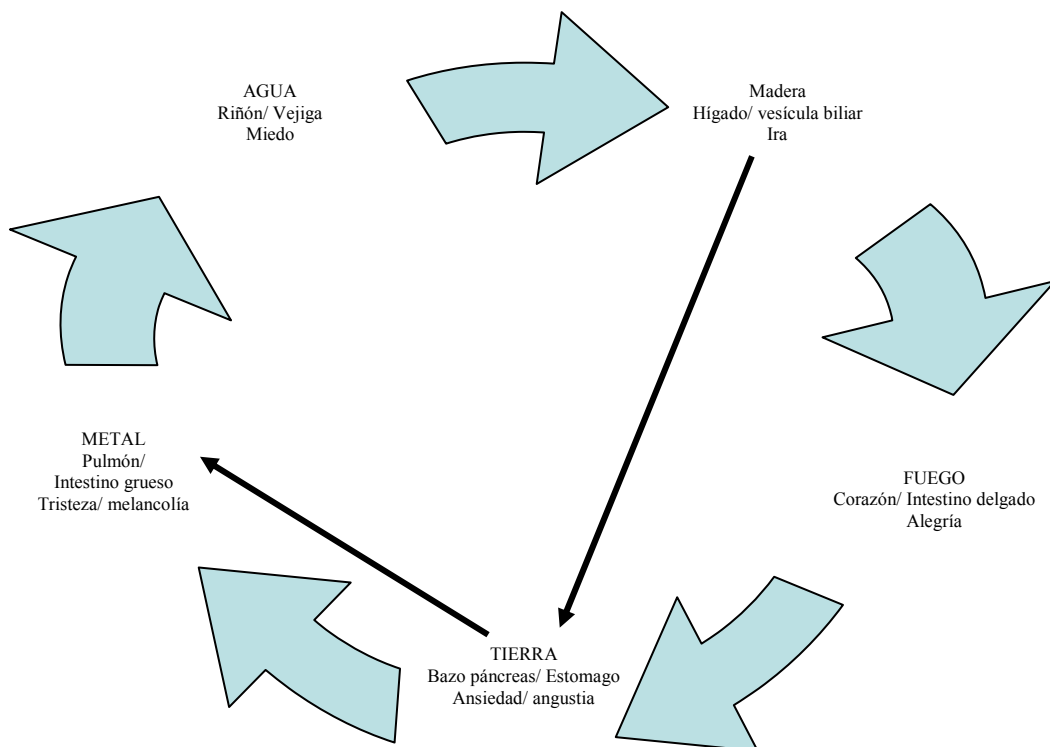 AGUA
Riñón/ Vejiga
Miedo
Madera
Hígado/ vesícula biliar
Ira
METAL
Pulmón/
Intestino grueso
Tristeza/ melancolía
FUEGO
Corazón/ Intestino delgado
Alegría
TIERRA
Bazo páncreas/ Estomago
Ansiedad/ angustia